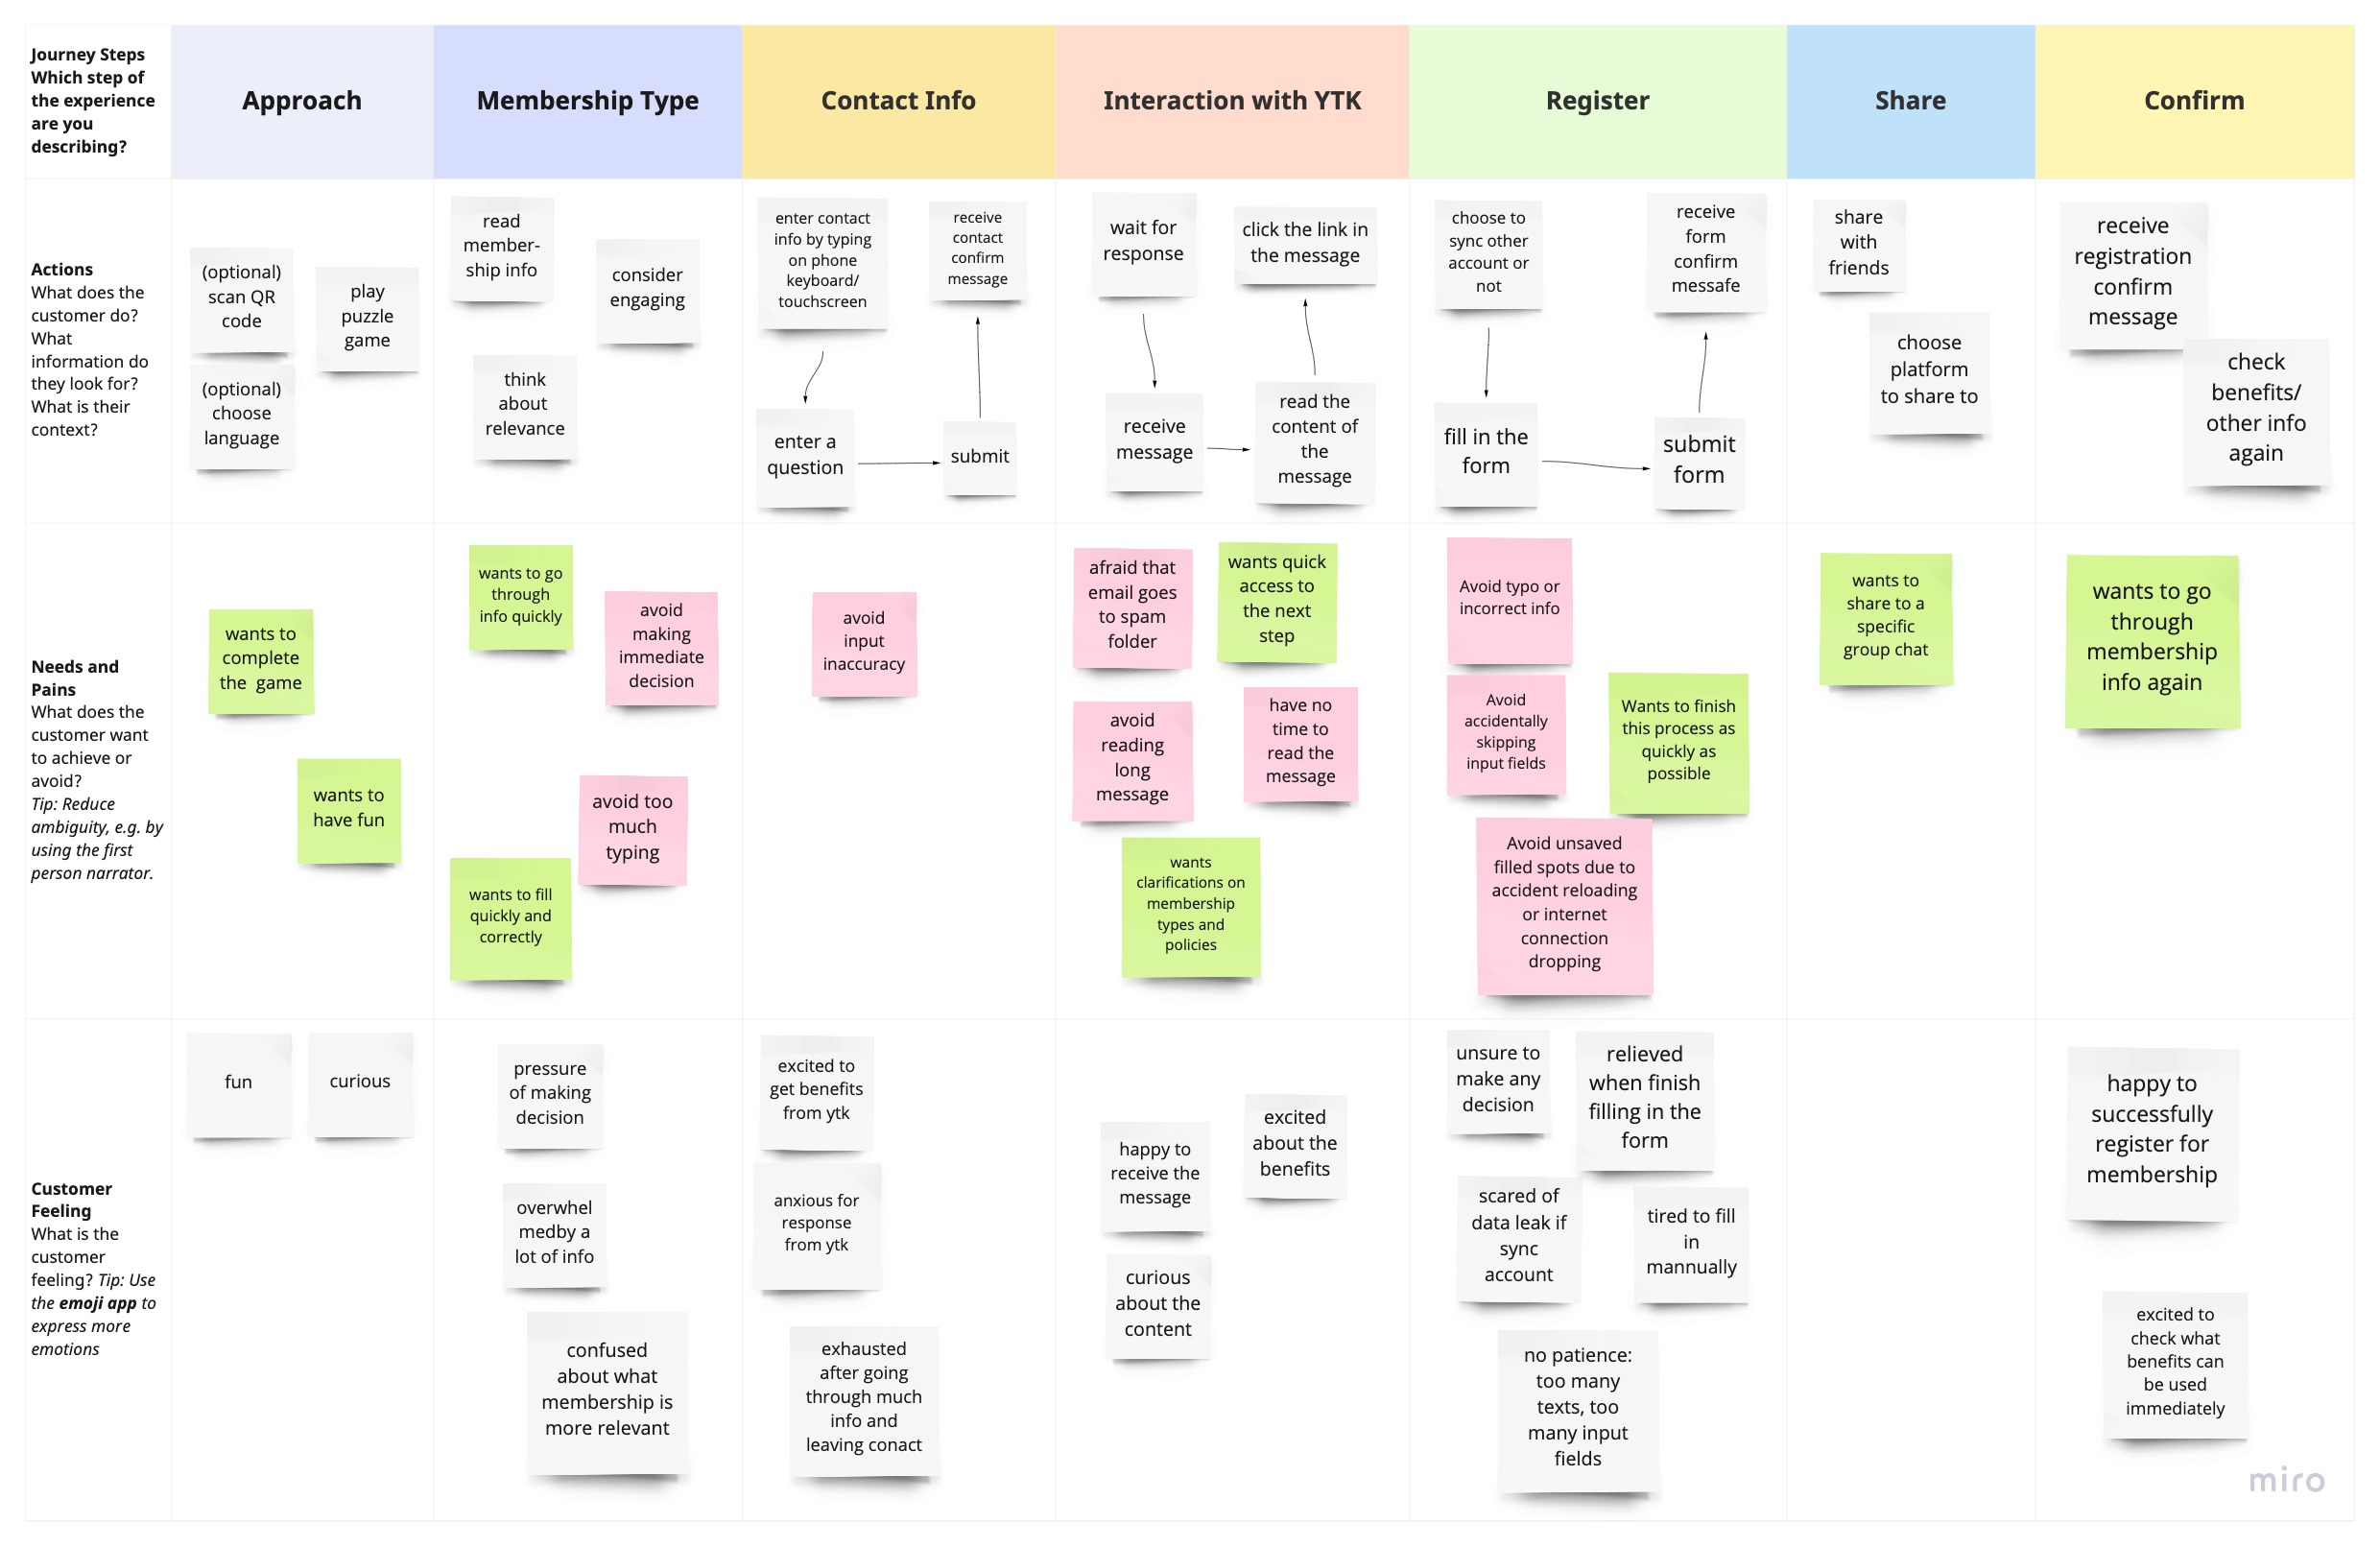 Journey Steps
Which step of
the experience
are you
describing?
Approach
Membership Type
Contact Info
Interaction with YTK
Register
Share
Confirm
Actions
What does the
customer do?
What
information do
they look for?
What is their
context?
(optional)
scan QR
code
play
puzzle
game
(optional)
choose
language
read
member-
ship info
consider
engaging
think
about
relevance
enter contact
info by typing
on phone
keyboard/
touchscreen
receive
contact
confirm
message
enter a
question
submit
wait for
response
click the link in
the message
receive
message
read the
content of
the
message
choose to
sync other
account or
not
receive
form
confirm
messafe
fill in the
form
submit
form
share
with
friends
choose
platform
to share to
receive
registration
confirm
message
check
benefits/
other info
again
Needs and
Pains
What does the
customer want
to achieve or
avoid?
Tip: Reduce
ambiguity, e.g. by
using the first
person narrator.
wants to
complete
the game
wants to
have fun
wants to go
through
info quickly
avoid
making
immediate
decision
avoid too
much
typing
wants to fill
quickly and
correctly
avoid
input
inaccuracy
afraid that
email goes
to spam
folder
wants quick
access to
the next
step
avoid
reading
long
message
have no
time to
read the
message
wants
clarifications on
membership
types and
policies
Avoid typo or
incorrect info
Avoid
accidentally
skipping
input fields
Wants to finish
this process as
quickly as
possible
Avoid unsaved
filled spots due to
accident reloading
or internet
connection
dropping
wants to
share to a
specific
group chat
wants to go
through
membership
info again
Customer
Feeling
What is the
customer
feeling? Tip: Use
the emoji app to
express more
emotions
fun
curious
pressure
of making
decision
overwhel
medby a
lot of info
confused
about what
membership is
more relevant
excited to
get benefits
from ytk
anxious for
response
from ytk
exhausted
after going
through much
info and
leaving conact
happy to
receive the
message
excited
about the
benefits
curious
about the
content
unsure to
make any
decision
relieved
when finish
filling in the
form
scared of
data leak if
sync
account
tired to fill
in
mannually
no patience:
too many
texts, too
many input
fields
happy to
successfully
register for
membership
excited to
check what
benefits can
be used
immediately
miro